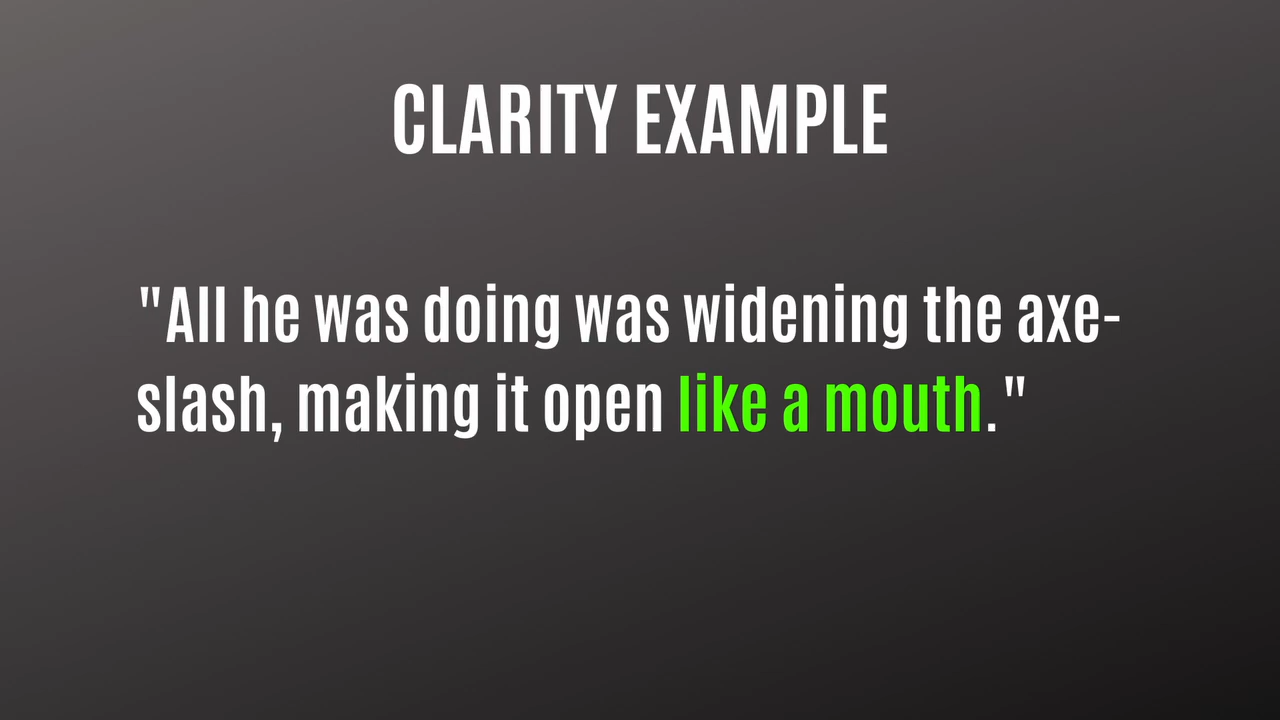 CLARITY EXAMPLE
"All he was doing was widening the axe-
slash, making it open like a mouth."